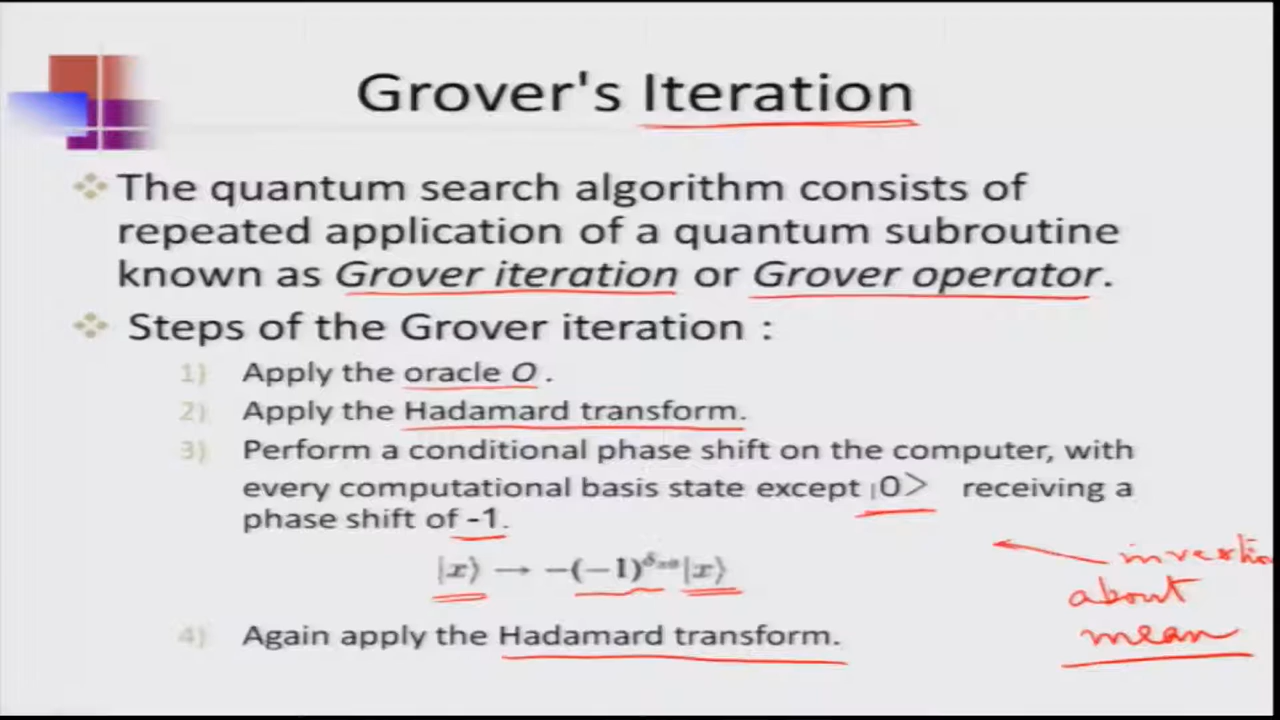 Grover's Iteration
❖ The quantum search algorithm consists of
repeated application of a quantum subroutine
known as Grover iteration or Grover operator.
❖ Steps of the Grover iteration :
1) Apply the oracle O .
2) Apply the Hadamard transform.
3) Perform a conditional phase shift on the computer, with
every computational basis state except |0> receiving a
phase shift of -1.
|x⟩ → −(−1)^{δ_{x0}}|x⟩
about
mean
4) Again apply the Hadamard transform.